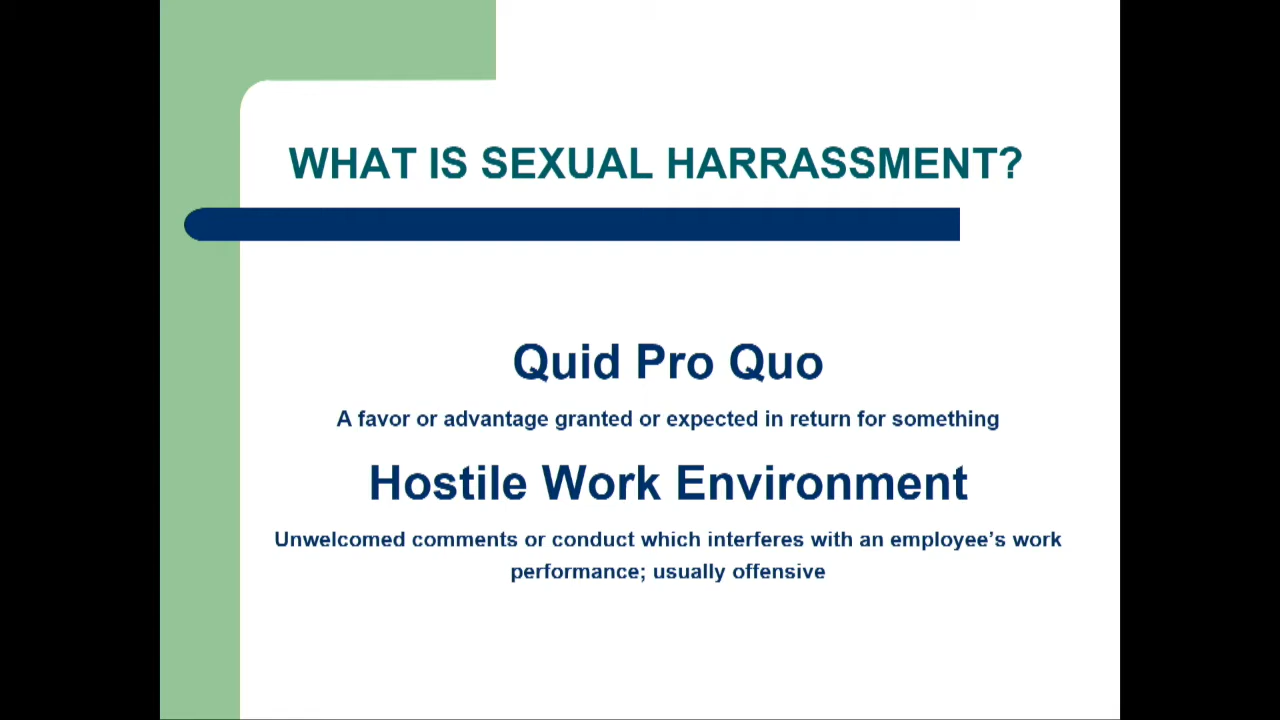 WHAT IS SEXUAL HARRASSMENT?
Quid Pro Quo
A favor or advantage granted or expected in return for something
Hostile Work Environment
Unwelcomed comments or conduct which interferes with an employee’s work
performance; usually offensive